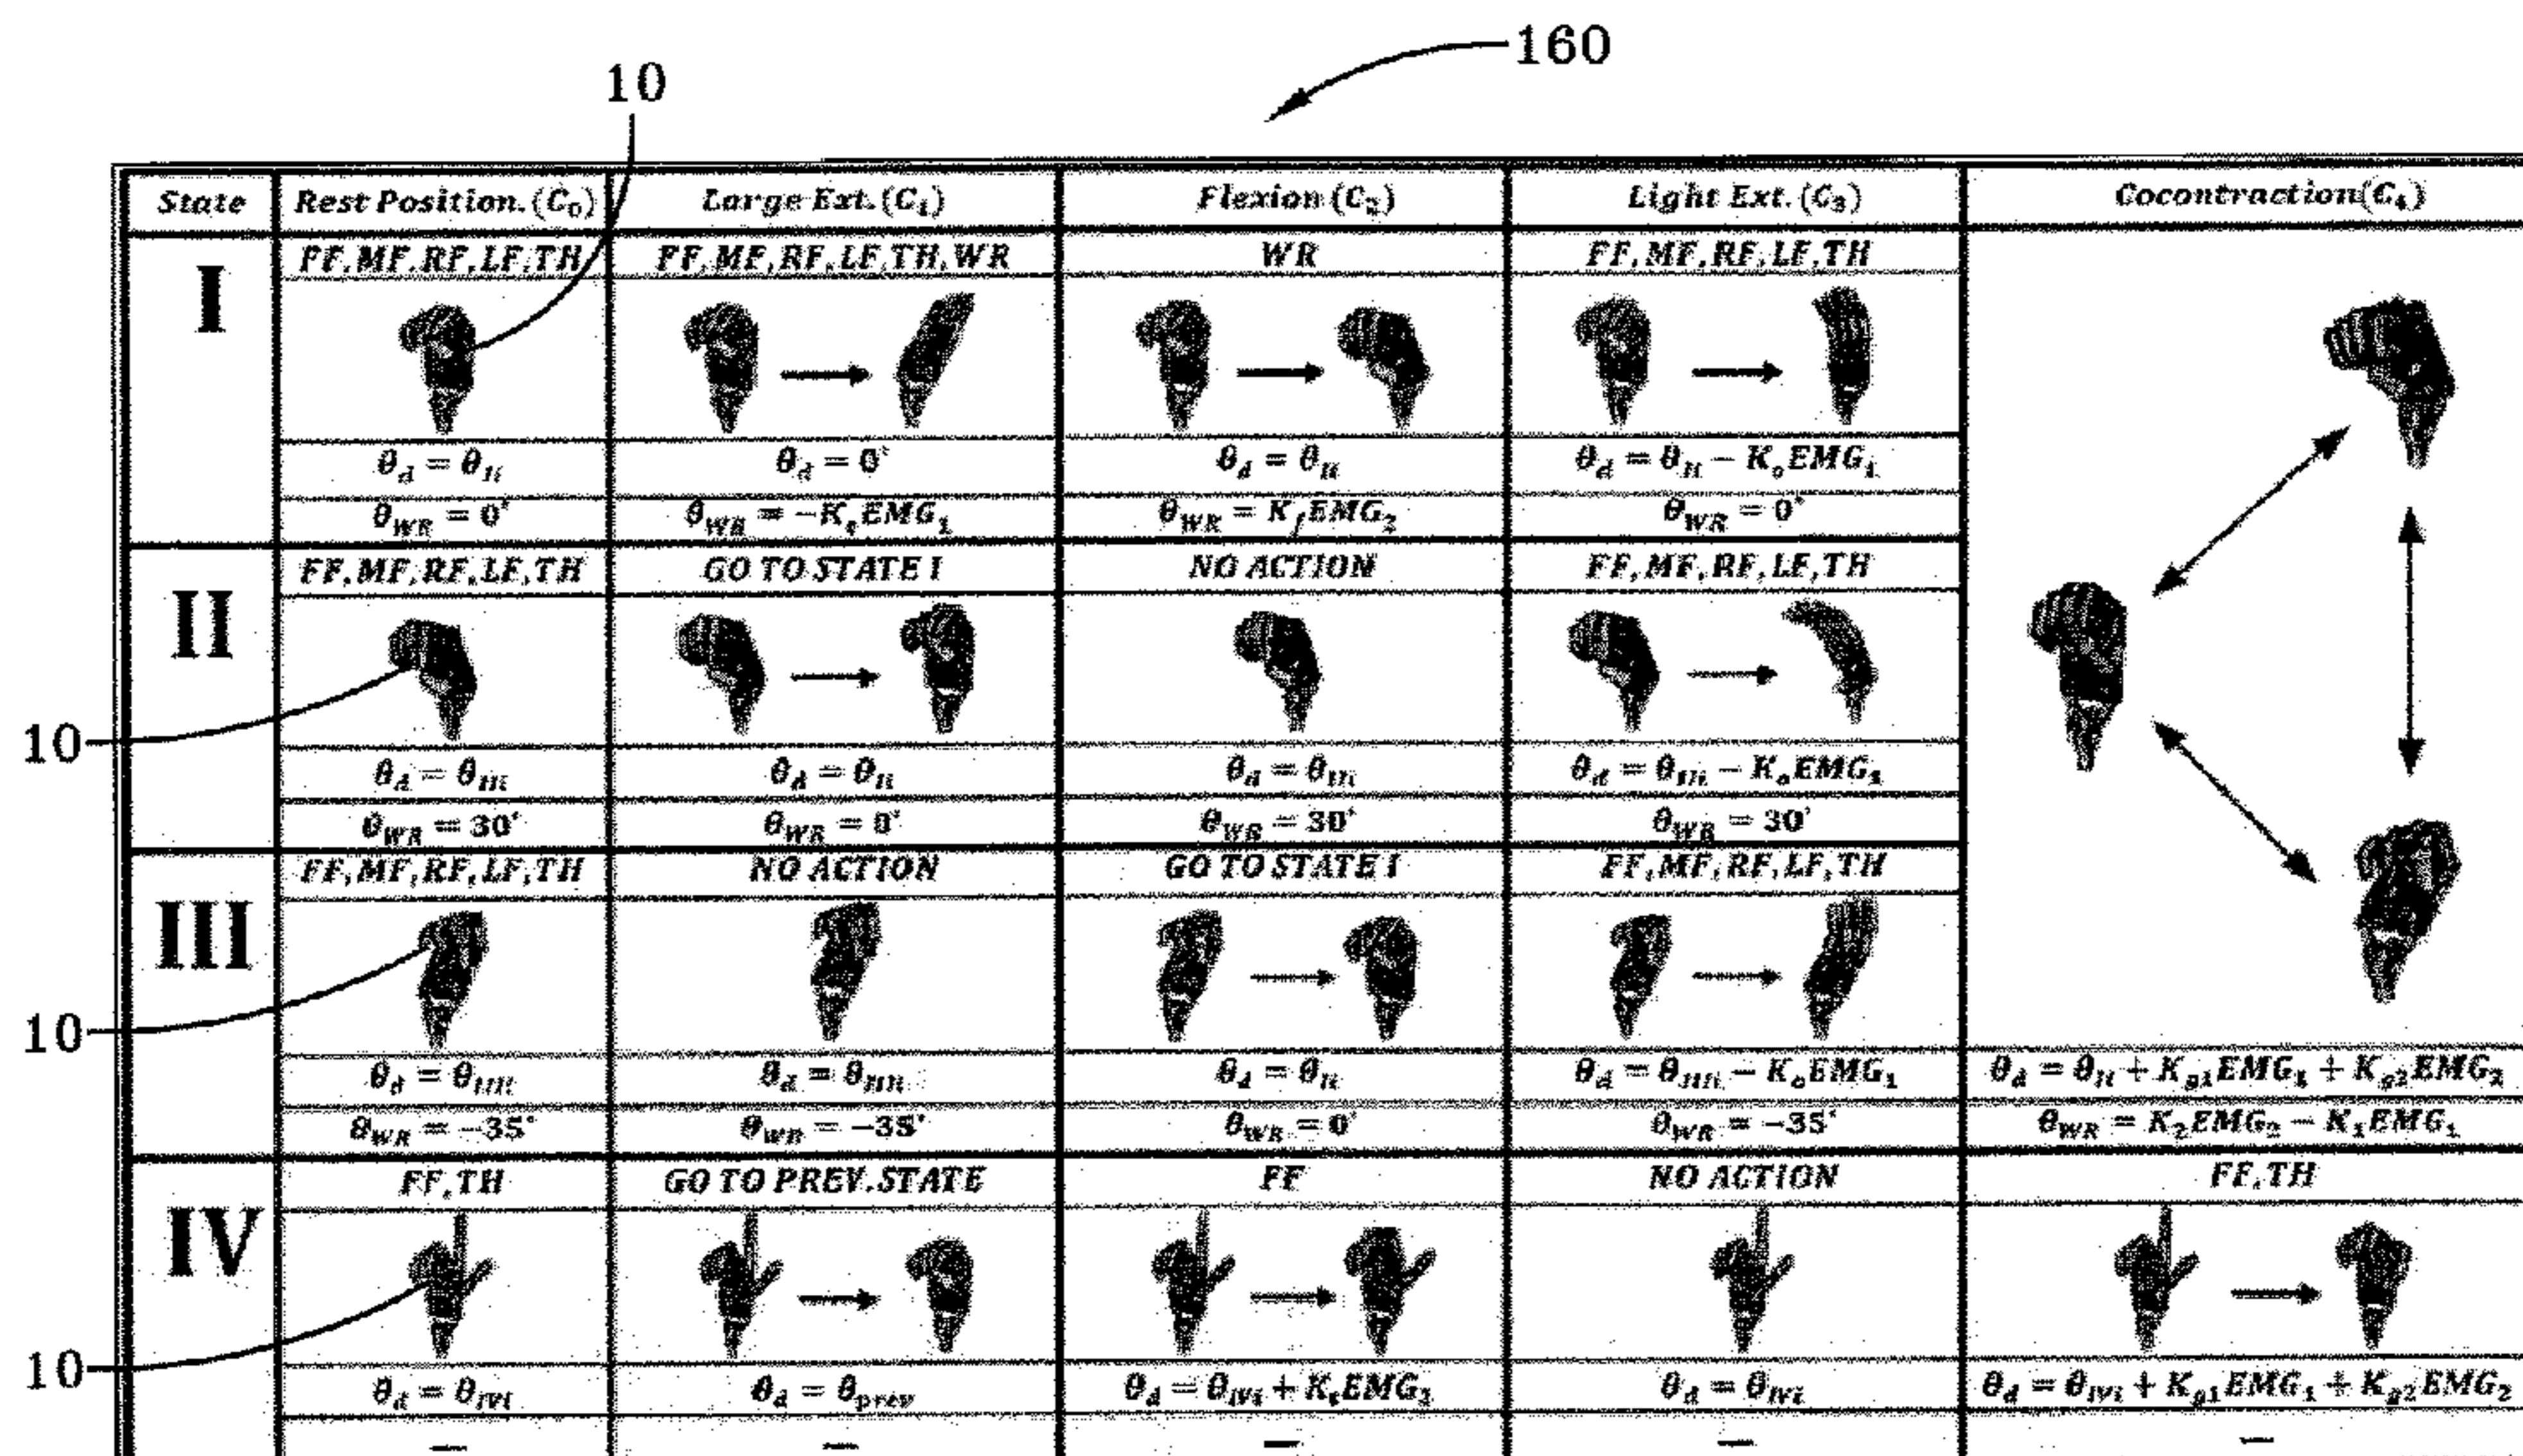 160
10
State Rest Position.(C₀) Large Ext.(C₁) Flexion (C₂) Light Ext. (C₃) Cocontraction(C₄)
I
FF,MF,RF,LF,TH FF,MF,RF,LF,TH,WR WR FF,MF,RF,LF,TH
θd = θIi θd = 0° θd = θIi θd = θIi − KoEMG₁
θWR = 0° θWR = −KeEMG₁ θWR = KfEMG₂ θWR = 0°
II
FF,MF,RF,LF,TH GO TO STATE I NO ACTION FF,MF,RF,LF,TH
10
θd = θIIi θd = θIi θd = θIIi θd = θIIi − KoEMG₁
θWR = 30° θWR = 0° θWR = 30° θWR = 30°
III
FF,MF,RF,LF,TH NO ACTION GO TO STATE I FF,MF,RF,LF,TH
10
θd = θIIIi θd = θIIIi θd = θIi θd = θIIIi − KoEMG₁ θd = θIi + Kg1EMG₁ + Kg2EMG₂
θWR = −35° θWR = −35° θWR = 0° θWR = −35° θWR = K₂EMG₂ − K₁EMG₁
IV
FF,TH GO TO PREV.STATE FF NO ACTION FF,TH
10
θd = θIVi θd = θprev θd = θIVi + θd = θIVi θd = θIVi + Kg1EMG₁ + Kg2EMG₂
– – – – –